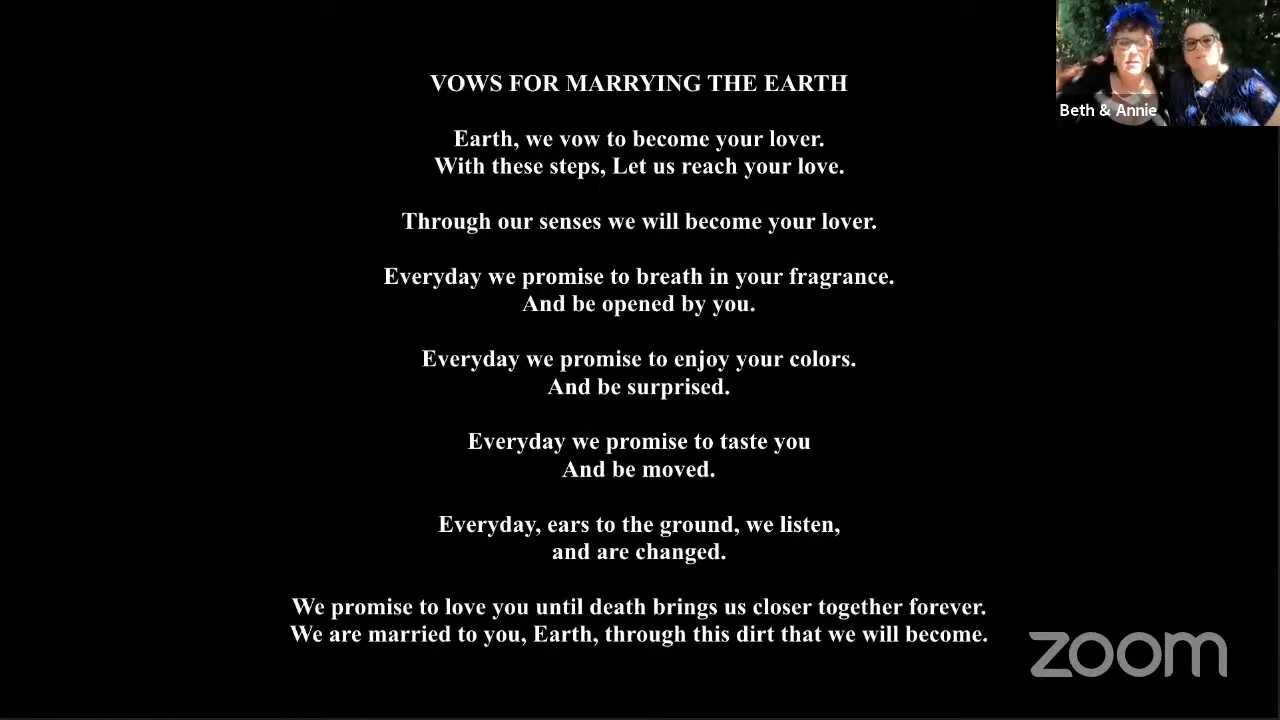 VOWS FOR MARRYING THE EARTH
Earth, we vow to become your lover.
With these steps, Let us reach your love.
Through our senses we will become your lover.
Everyday we promise to breath in your fragrance.
And be opened by you.
Everyday we promise to enjoy your colors.
And be surprised.
Everyday we promise to taste you
And be moved.
Everyday, ears to the ground, we listen,
and are changed.
We promise to love you until death brings us closer together forever.
We are married to you, Earth, through this dirt that we will become.
Beth & Annie
zoom